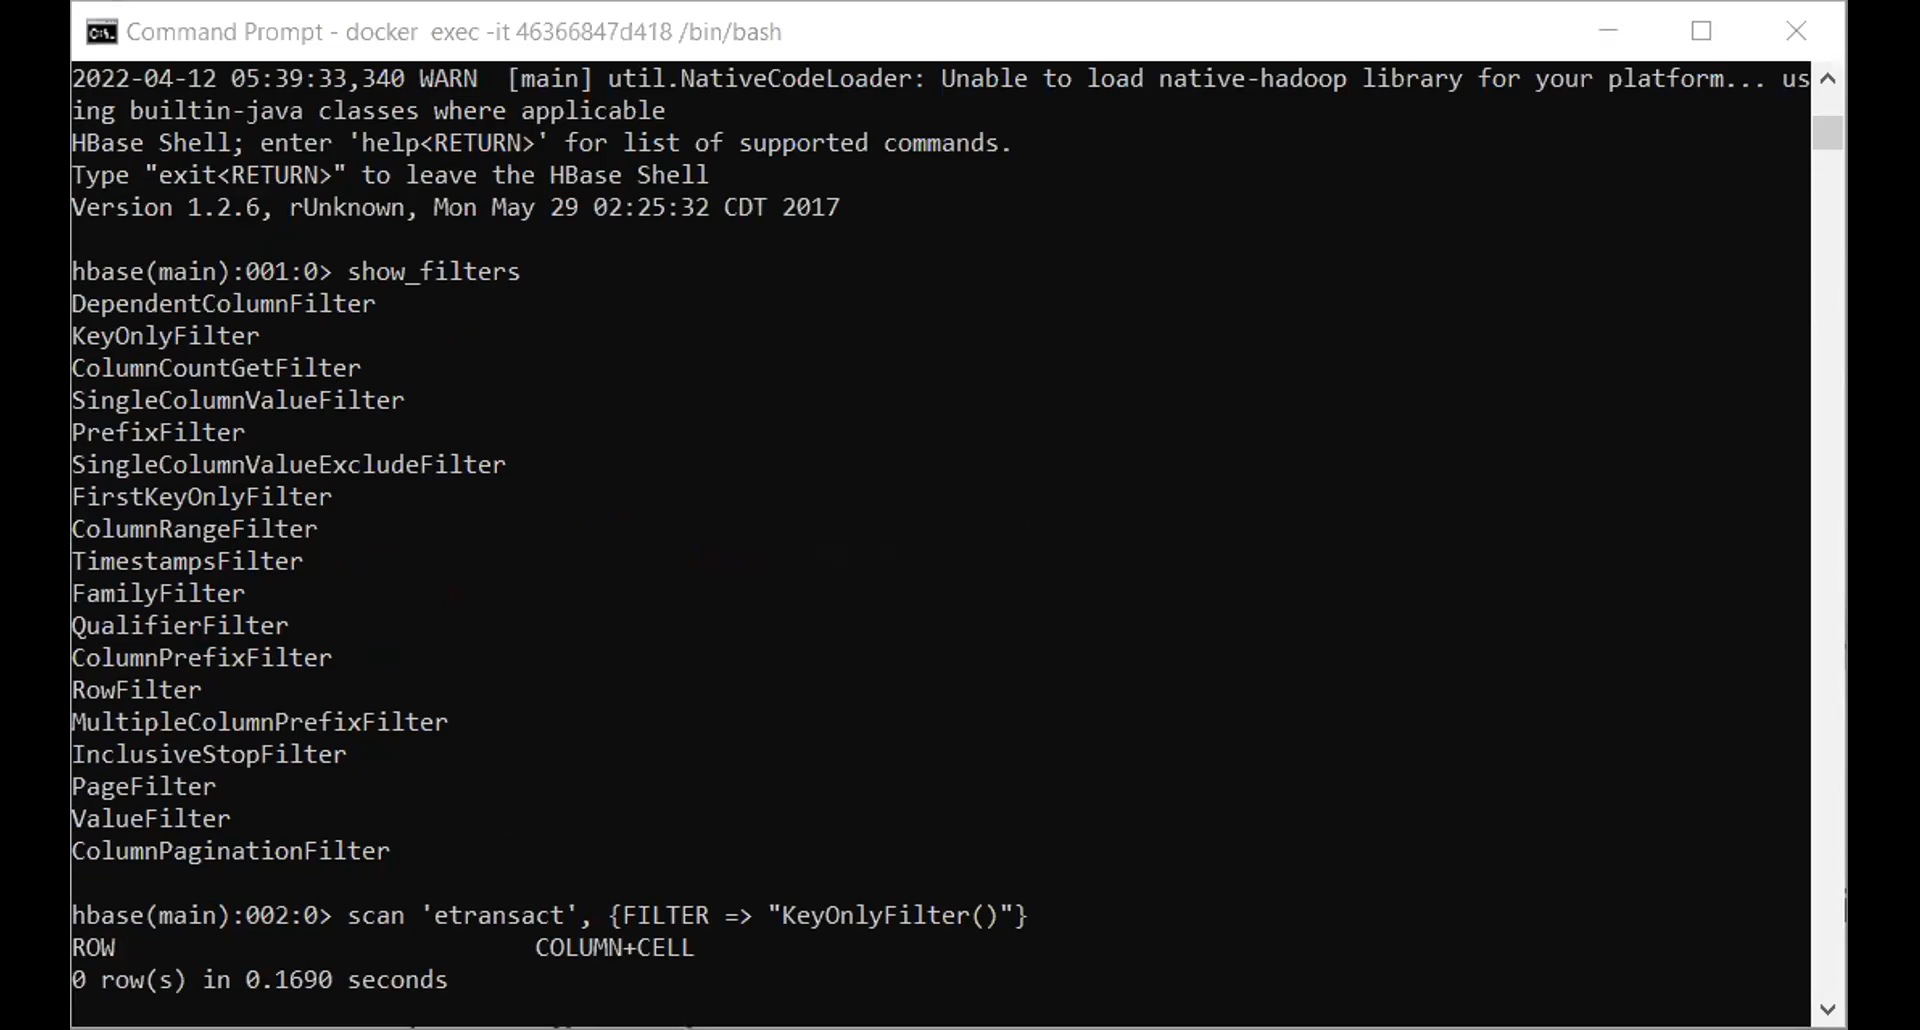 Command Prompt - docker  exec -it 46366847d418 /bin/bash
2022-04-12 05:39:33,340 WARN  [main] util.NativeCodeLoader: Unable to load native-hadoop library for your platform... us
ing builtin-java classes where applicable
HBase Shell; enter 'help<RETURN>' for list of supported commands.
Type "exit<RETURN>" to leave the HBase Shell
Version 1.2.6, rUnknown, Mon May 29 02:25:32 CDT 2017
hbase(main):001:0> show_filters
DependentColumnFilter
KeyOnlyFilter
ColumnCountGetFilter
SingleColumnValueFilter
PrefixFilter
SingleColumnValueExcludeFilter
FirstKeyOnlyFilter
ColumnRangeFilter
TimestampsFilter
FamilyFilter
QualifierFilter
ColumnPrefixFilter
RowFilter
MultipleColumnPrefixFilter
InclusiveStopFilter
PageFilter
ValueFilter
ColumnPaginationFilter
hbase(main):002:0> scan 'etransact', {FILTER => "KeyOnlyFilter()"}
ROW                             COLUMN+CELL
0 row(s) in 0.1690 seconds